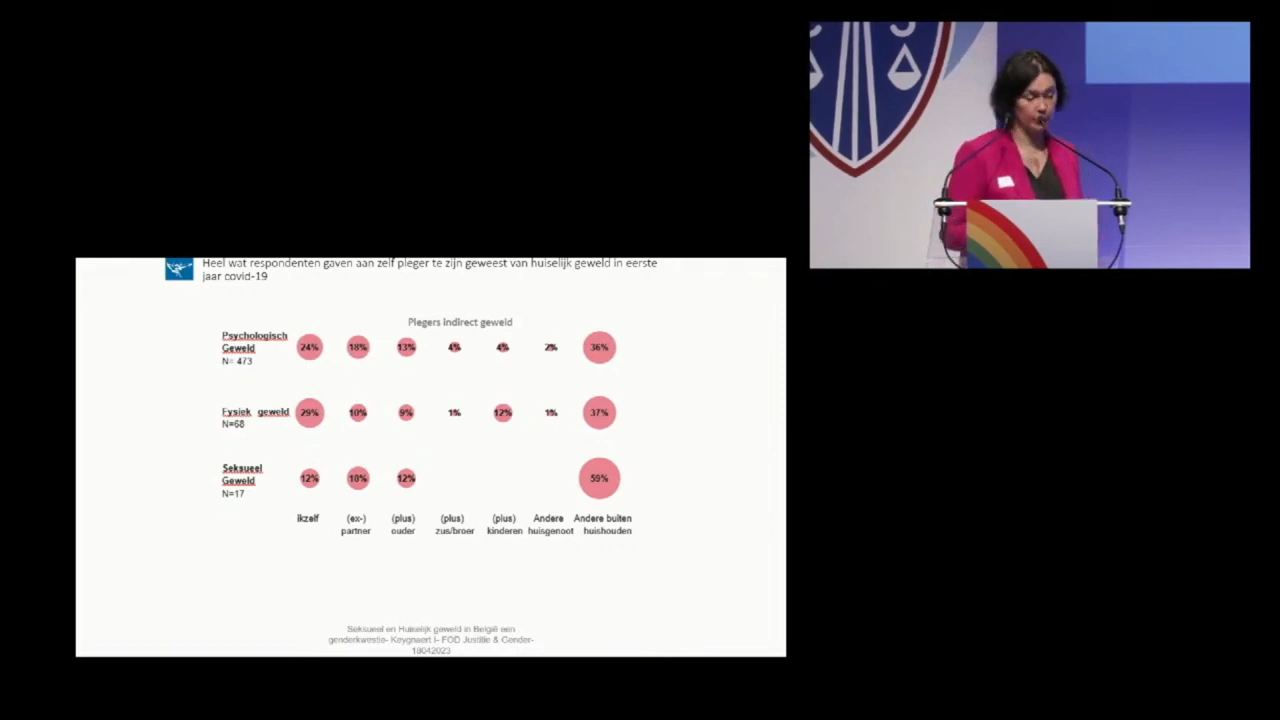 Heel wat respondenten gaven aan zelf pleger te zijn geweest van huiselijk geweld in eerste
jaar covid-19
Plegers indirect geweld
Psychologisch
Geweld
N= 473
24% 18% 13% 4% 4% 2% 36%
Fysiek geweld
N=68
29% 10% 9% 1% 12% 1% 37%
Seksueel
Geweld
N=17
12% 18% 12% 59%
ikzelf (ex-) (plus) (plus) (plus) Andere Andere buiten
partner ouder zus/broer kinderen huisgenoot huishouden
Seksueel en Huiselijk geweld in België een
genderkwestie- Keygnaert I- FOD Justitie & Gender-
18042023